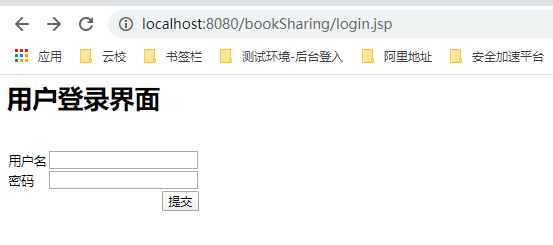 localhost:8080/bookSharing/login.jsp
应用 云校 书签栏 测试环境-后台登入 阿里地址 安全加速平台
用户登录界面
用户名
密码
提交